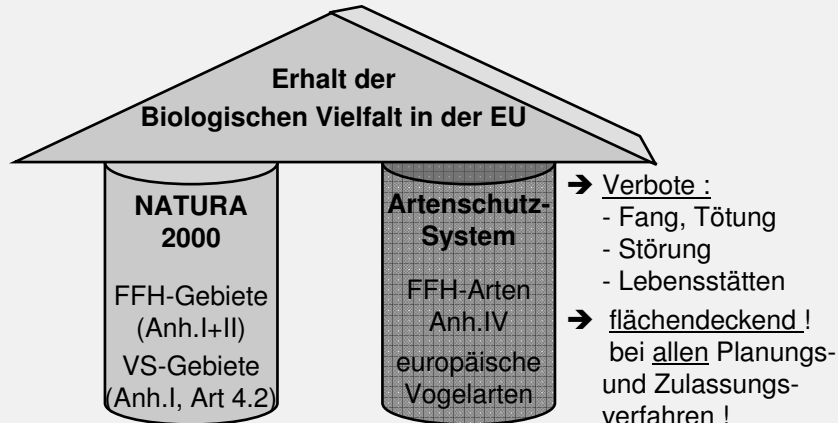 Erhalt der
Biologischen Vielfalt in der EU
NATURA
2000
FFH-Gebiete
(Anh.I+II)
VS-Gebiete
(Anh.I, Art 4.2)
Artenschutz-
System
FFH-Arten
Anh.IV
europäische
Vogelarten
➔ Verbote :
- Fang, Tötung
- Störung
- Lebensstätten
➔ flächendeckend !
bei allen Planungs-
und Zulassungs-
verfahren !